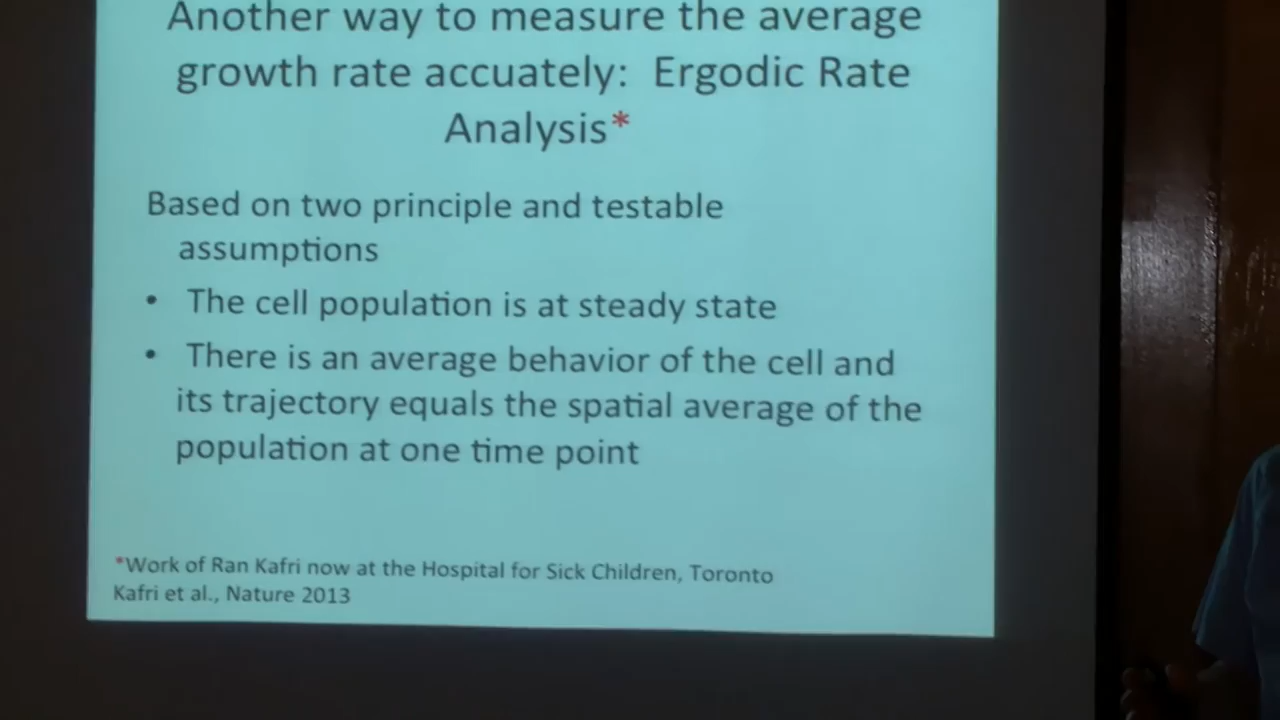 Another way to measure the average
growth rate accuately: Ergodic Rate
Analysis*
Based on two principle and testable
assumptions
• The cell population is at steady state
• There is an average behavior of the cell and
its trajectory equals the spatial average of the
population at one time point
*Work of Ran Kafri now at the Hospital for Sick Children, Toronto
Kafri et al., Nature 2013